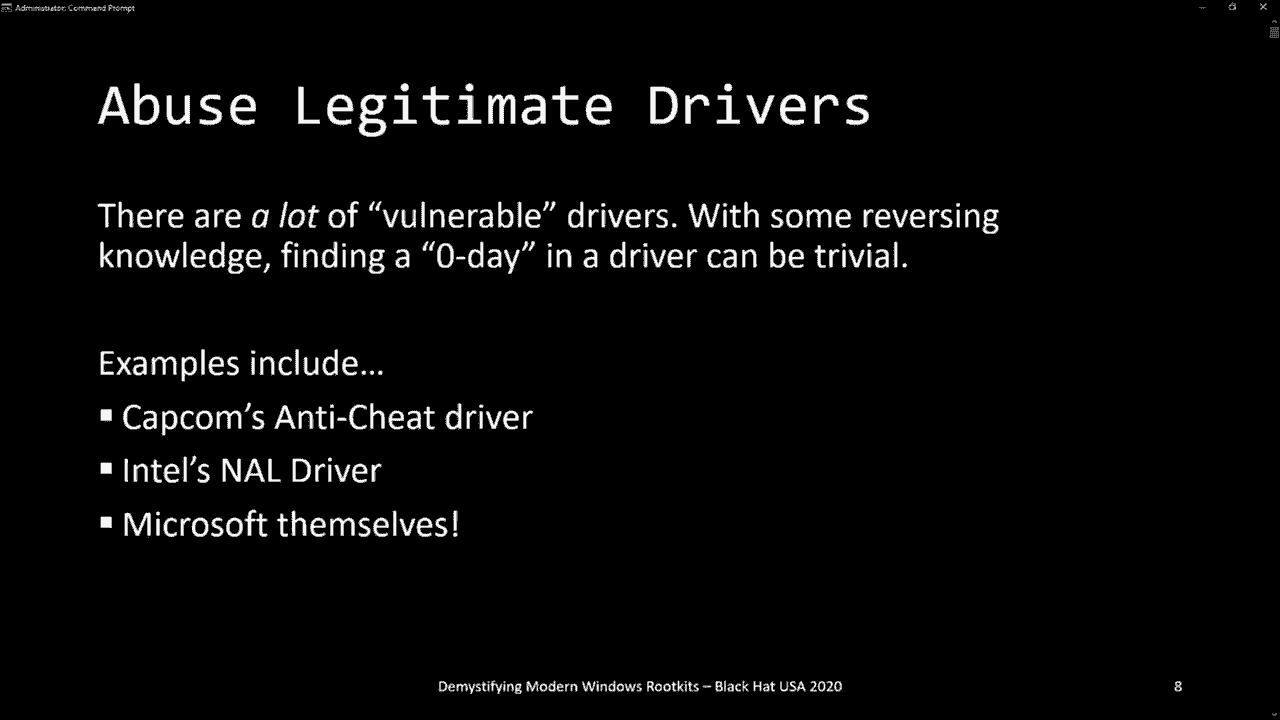 Administrator: Command Prompt
Abuse Legitimate Drivers
There are a lot of “vulnerable” drivers. With some reversing
knowledge, finding a “0-day” in a driver can be trivial.
Examples include…
▪ Capcom’s Anti-Cheat driver
▪ Intel’s NAL Driver
▪ Microsoft themselves!
Demystifying Modern Windows Rootkits – Black Hat USA 2020
8